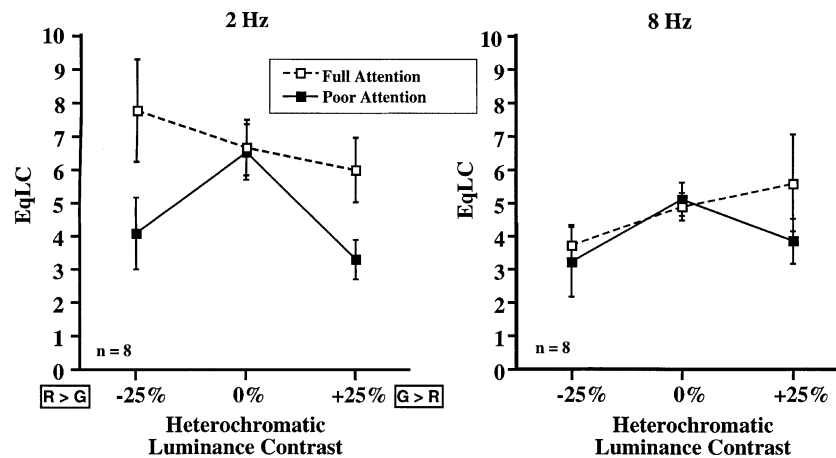 2 Hz
10
9
8
7
6
5
4
3
2
1
0
EqLC
Full Attention
Poor Attention
n = 8
R > G
-25%
0%
+25%
G > R
Heterochromatic
Luminance Contrast
8 Hz
10
9
8
7
6
5
4
3
2
1
0
EqLC
n = 8
-25%
0%
+25%
Heterochromatic
Luminance Contrast